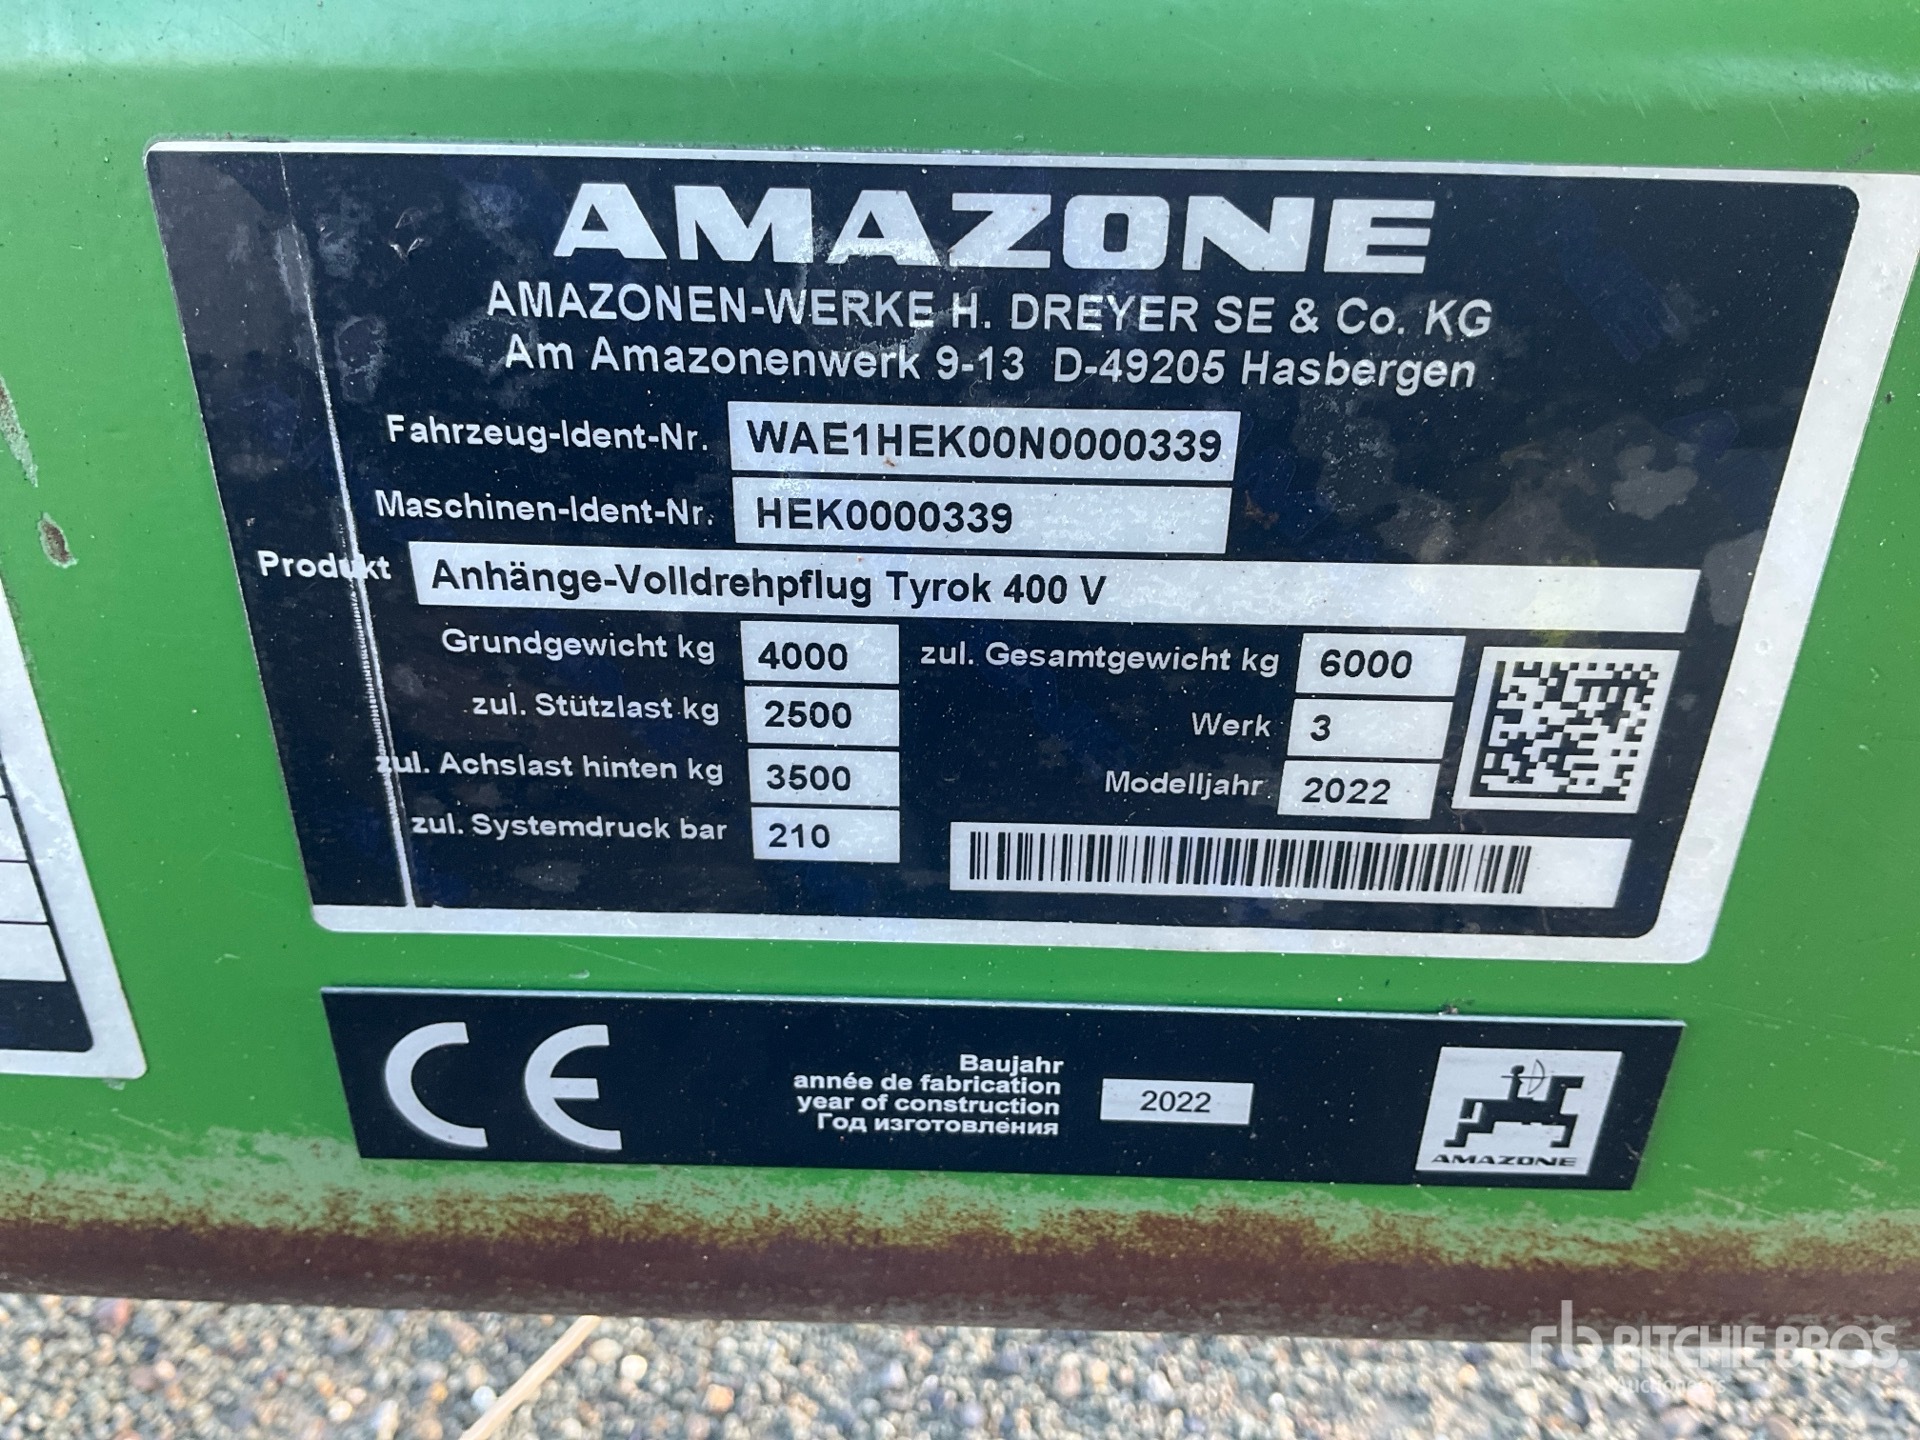 AMAZONE
AMAZONEN-WERKE H. DREYER SE & Co. KG
Am Amazonenwerk 9-13 D-49205 Hasbergen
Fahrzeug-Ident-Nr. WAE1HEK00N0000339
Maschinen-Ident-Nr. HEK0000339
Produkt Anhänge-Volldrehpflug Tyrok 400 V
Grundgewicht kg 4000 zul. Gesamtgewicht kg 6000
zul. Stützlast kg 2500 Werk 3
zul. Achslast hinten kg 3500 Modelljahr 2022
zul. Systemdruck bar 210
CE
Baujahr
année de fabrication
year of construction 2022
Год изготовления
AMAZONE
rb RITCHIE BROS.
Auctioneers